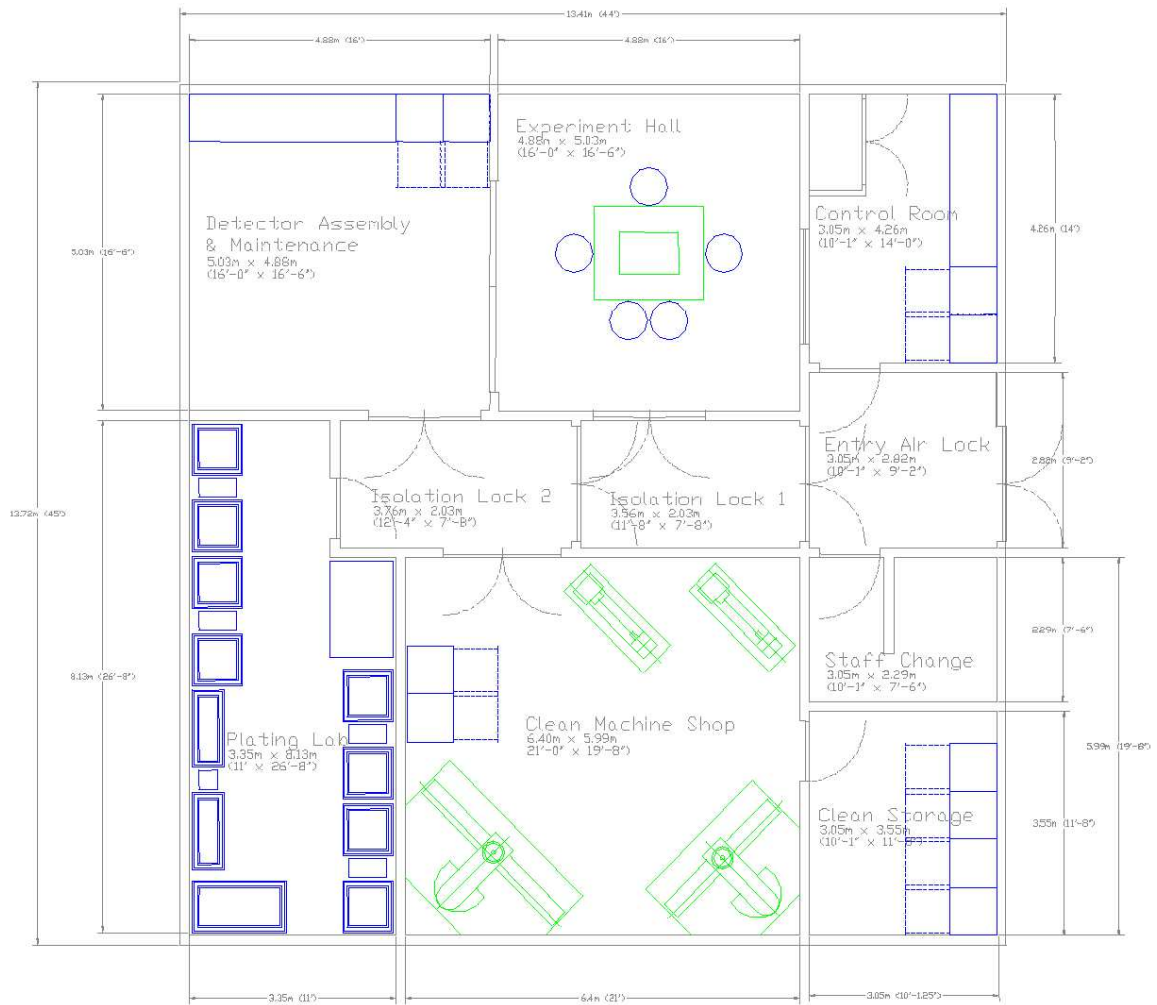 13.41m (44')
4.88m (16')
4.88m (16')
Experiment Hall
4.88m x 5.03m
(16'-0" x 16'-6")
Detector Assembly
& Maintenance
5.03m x 4.88m
(16'-0" x 16'-6")
Control Room
3.05m x 4.26m
(10'-1" x 14'-0")
4.26m (14')
5.03m (16'-6")
Entry Air Lock
3.05m x 2.82m
(10'-1" x 9'-2")
2.82m (9'-2")
Isolation Lock 2
3.76m x 2.03m
(12'-4" x 7'-8")
Isolation Lock 1
3.56m x 2.03m
(11'-8" x 7'-8")
13.72m (45')
2.29m (7'-6")
Staff Change
3.05m x 2.29m
(10'-1" x 7'-6")
8.13m (26'-8")
Plating Lab
3.35m x 8.13m
(11' x 26'-8")
Clean Machine Shop
6.40m x 5.99m
21'-0" x 19'-8")
5.99m (19'-8")
Clean Storage
3.05m x 3.55m
(10'-1" x 11'-8")
3.55m (11'-8")
3.35m (11')
6.4m (21')
3.05m (10'-1.25")